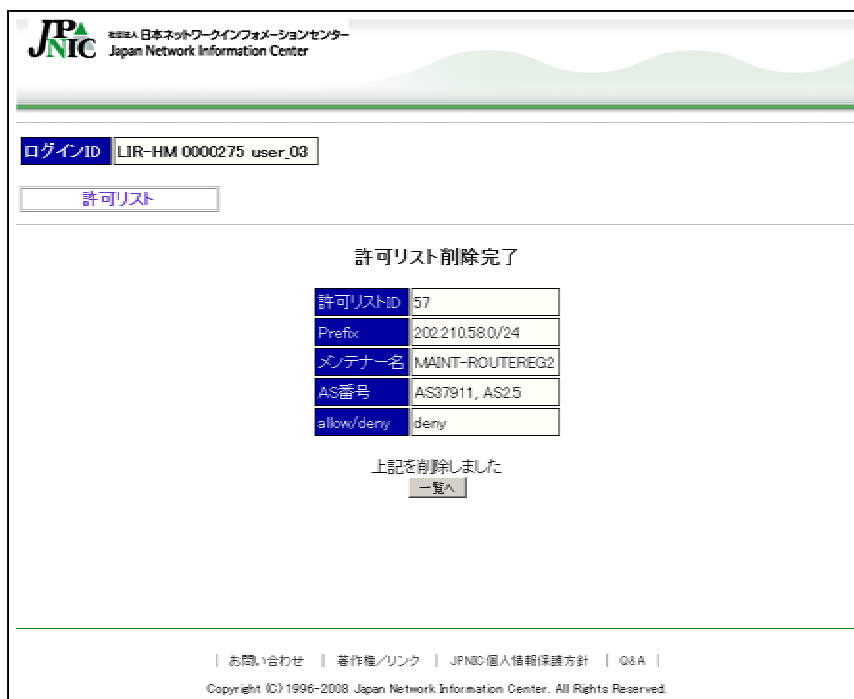 JPNIC
社団法人 日本ネットワークインフォメーションセンター
Japan Network Information Center
ログインID LIR-HM 0000275 user_03
許可リスト
許可リスト削除完了
許可リストID 57
Prefix 202.210.58.0/24
メンテナー名 MAINT-ROUTEREG2
AS番号 AS37911, AS25
allow/deny deny
上記を削除しました
一覧へ
| お問い合わせ | 著作権/リンク | JPNIC個人情報保護方針 | Q&A |
Copyright (C) 1996-2008 Japan Network Information Center. All Rights Reserved.